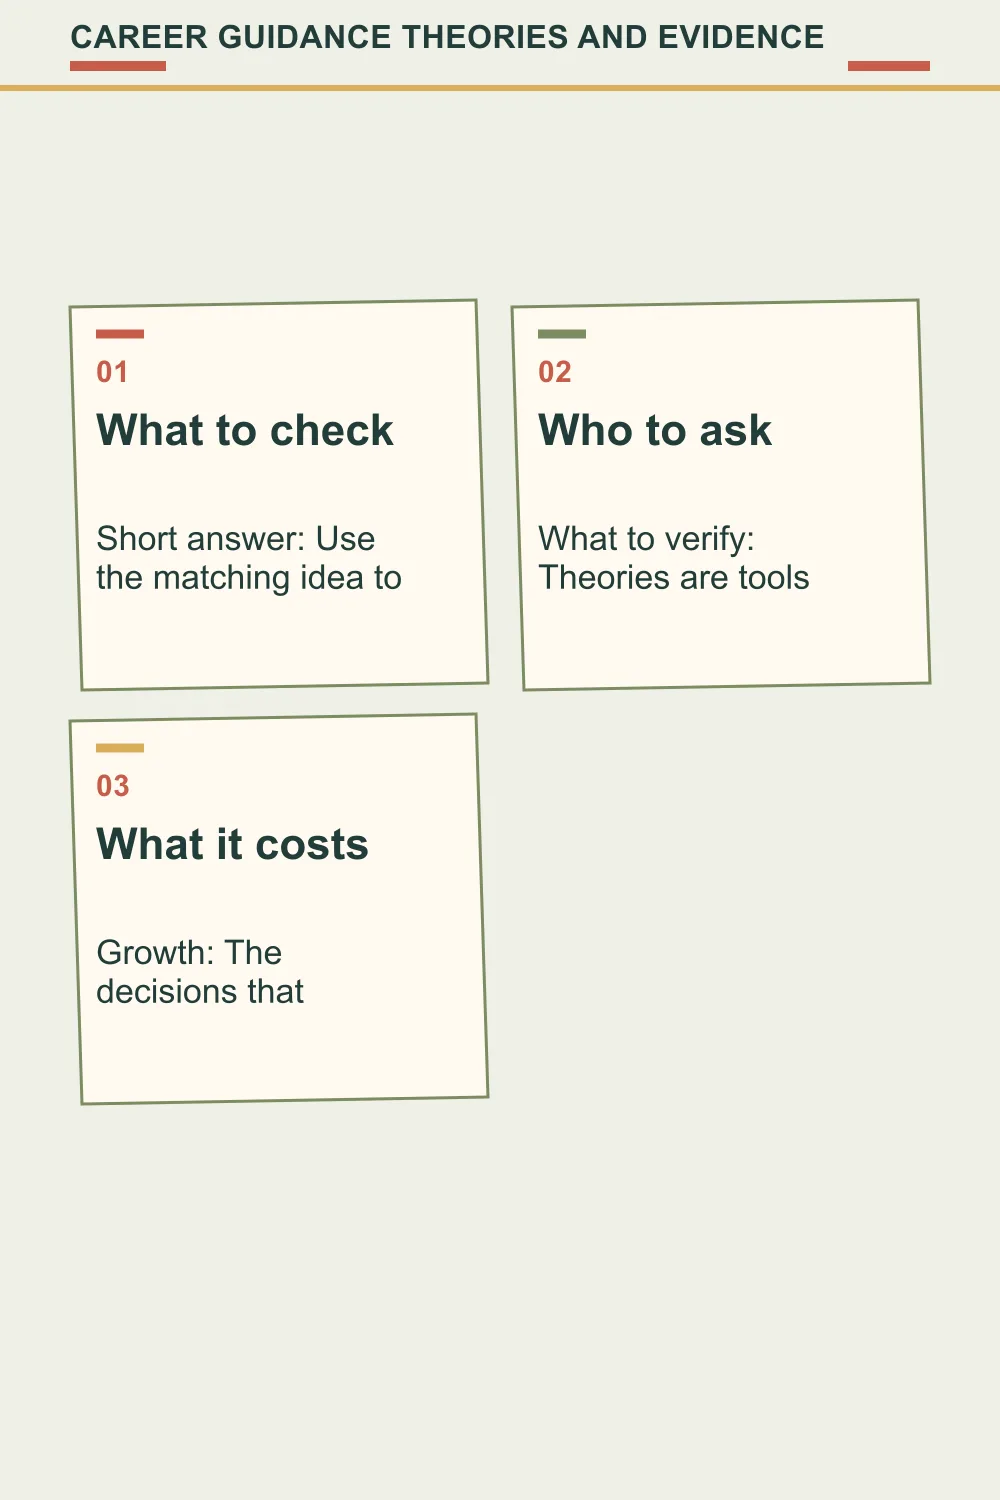 CAREER GUIDANCE THEORIES AND EVIDENCE
01
What to check
Short answer: Use
the matching idea to
02
Who to ask
What to verify:
Theories are tools
03
What it costs
Growth: The
decisions that